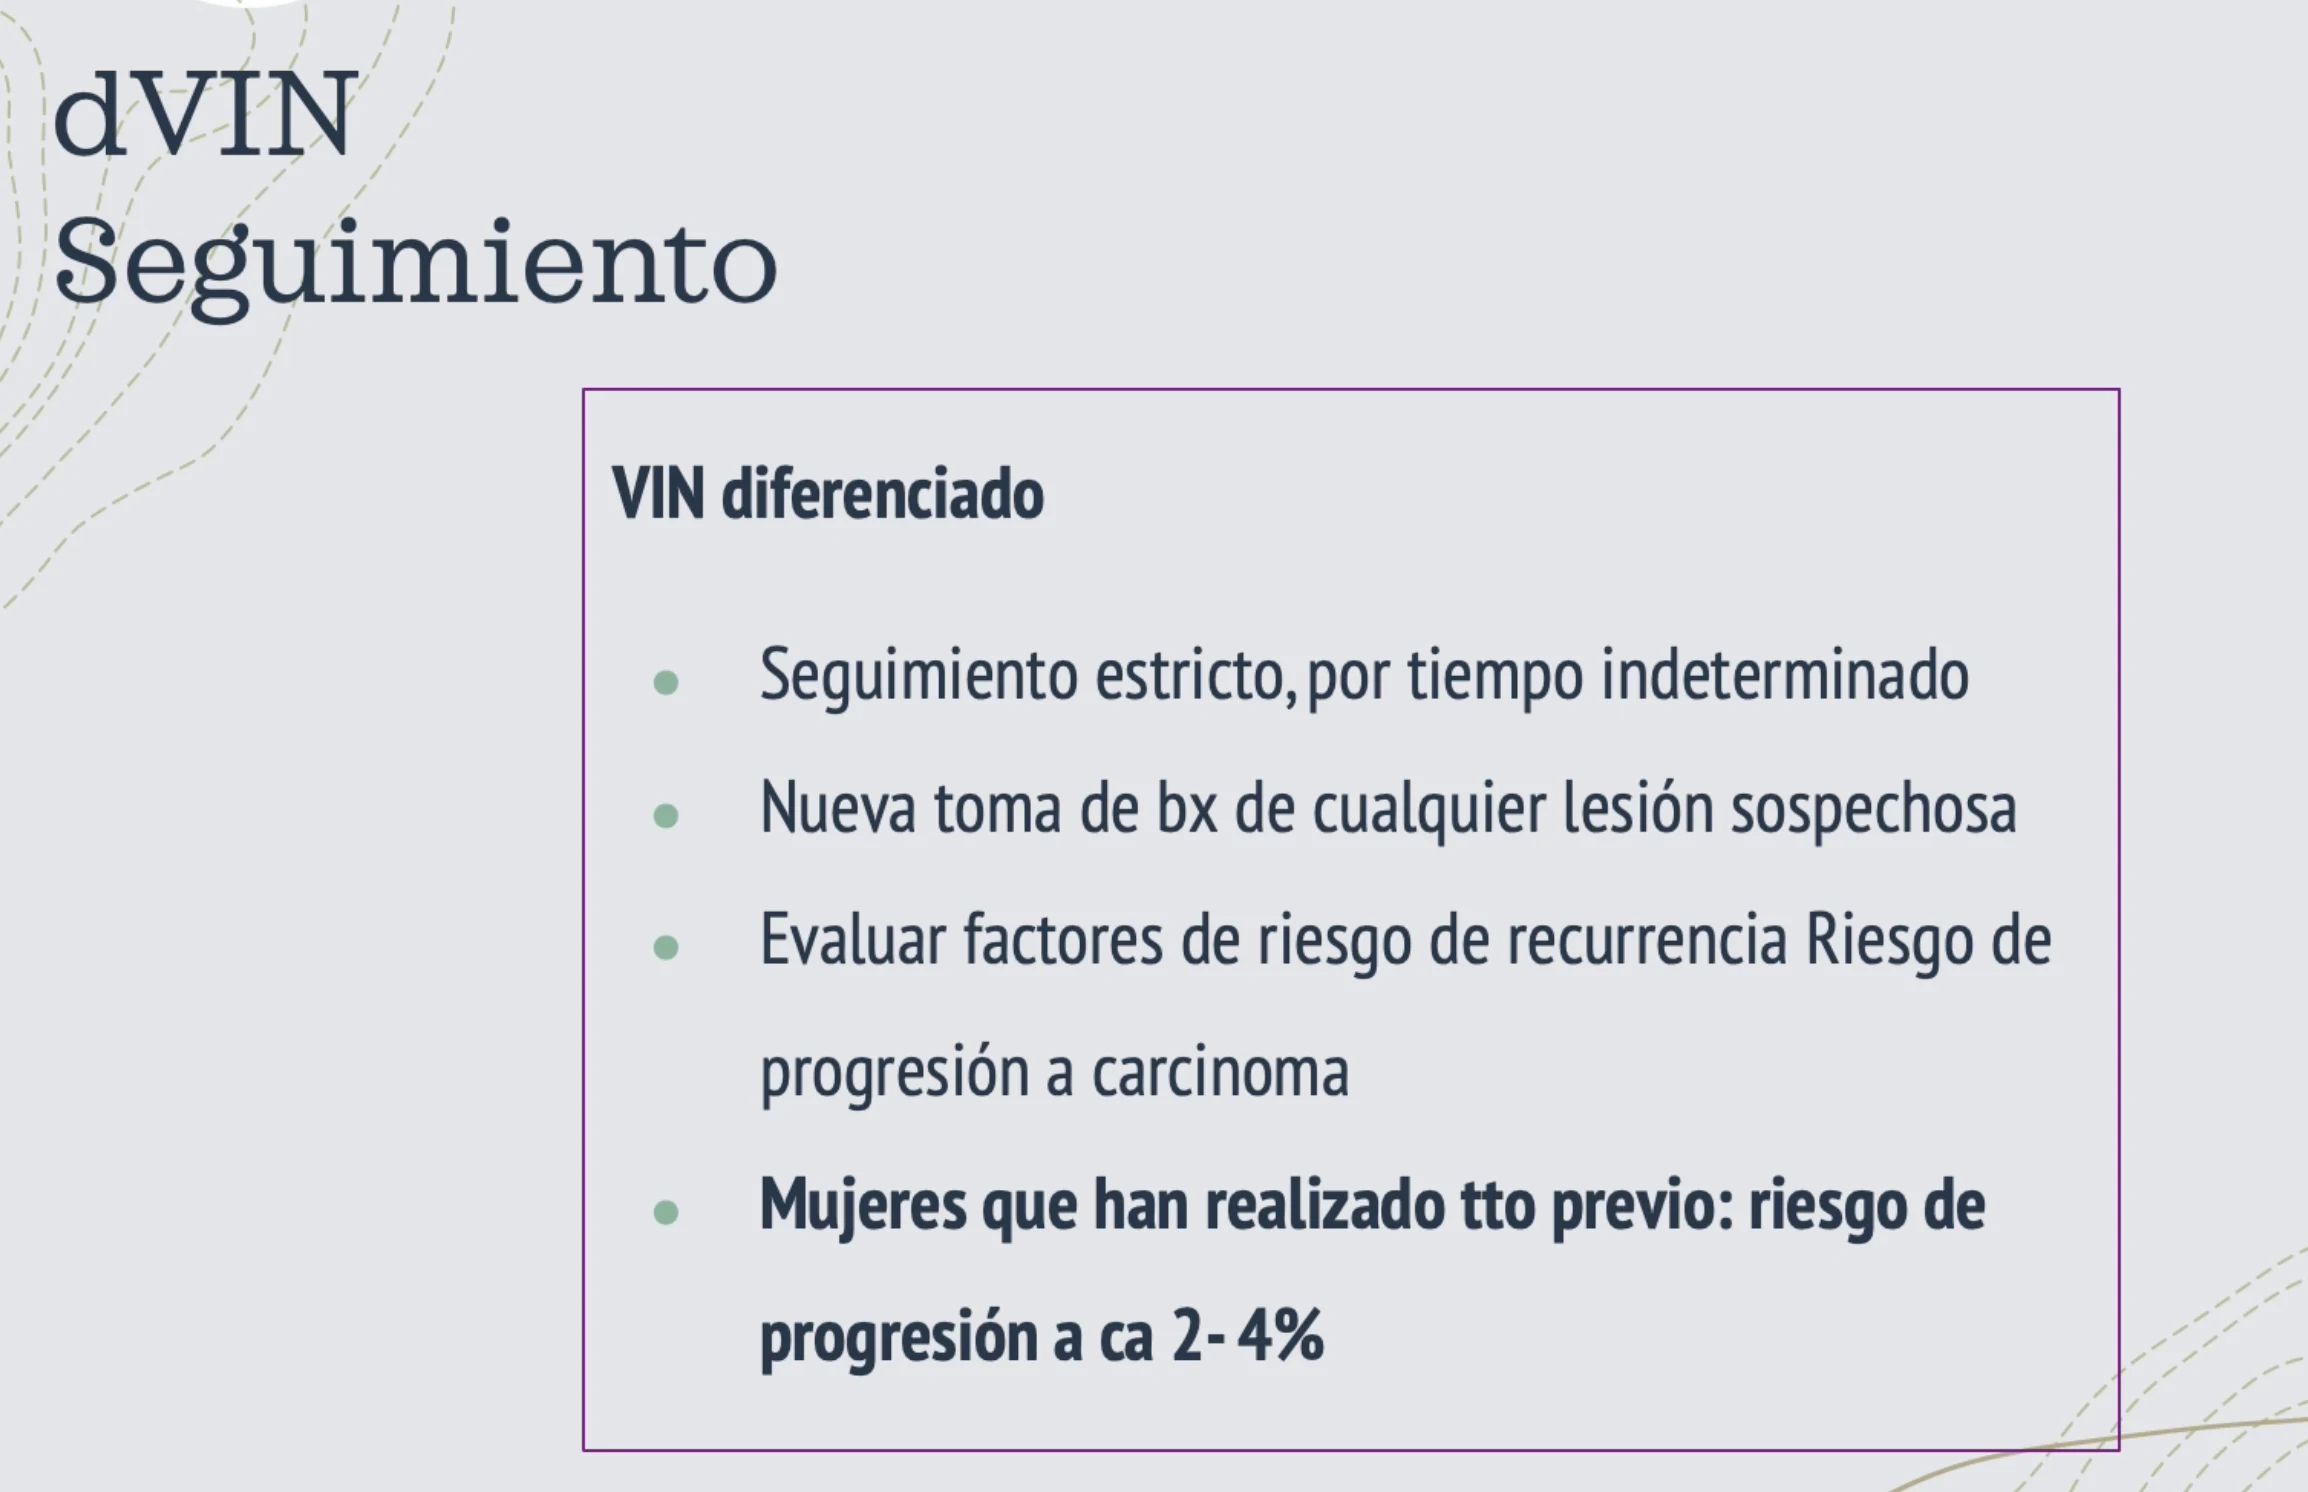 dVIN
Seguimiento
VIN diferenciado
Seguimiento estricto, por tiempo indeterminado
Nueva toma de bx de cualquier lesión sospechosa
Evaluar factores de riesgo de recurrencia Riesgo de
progresión a carcinoma
Mujeres que han realizado tto previo: riesgo de
progresión a ca 2- 4%